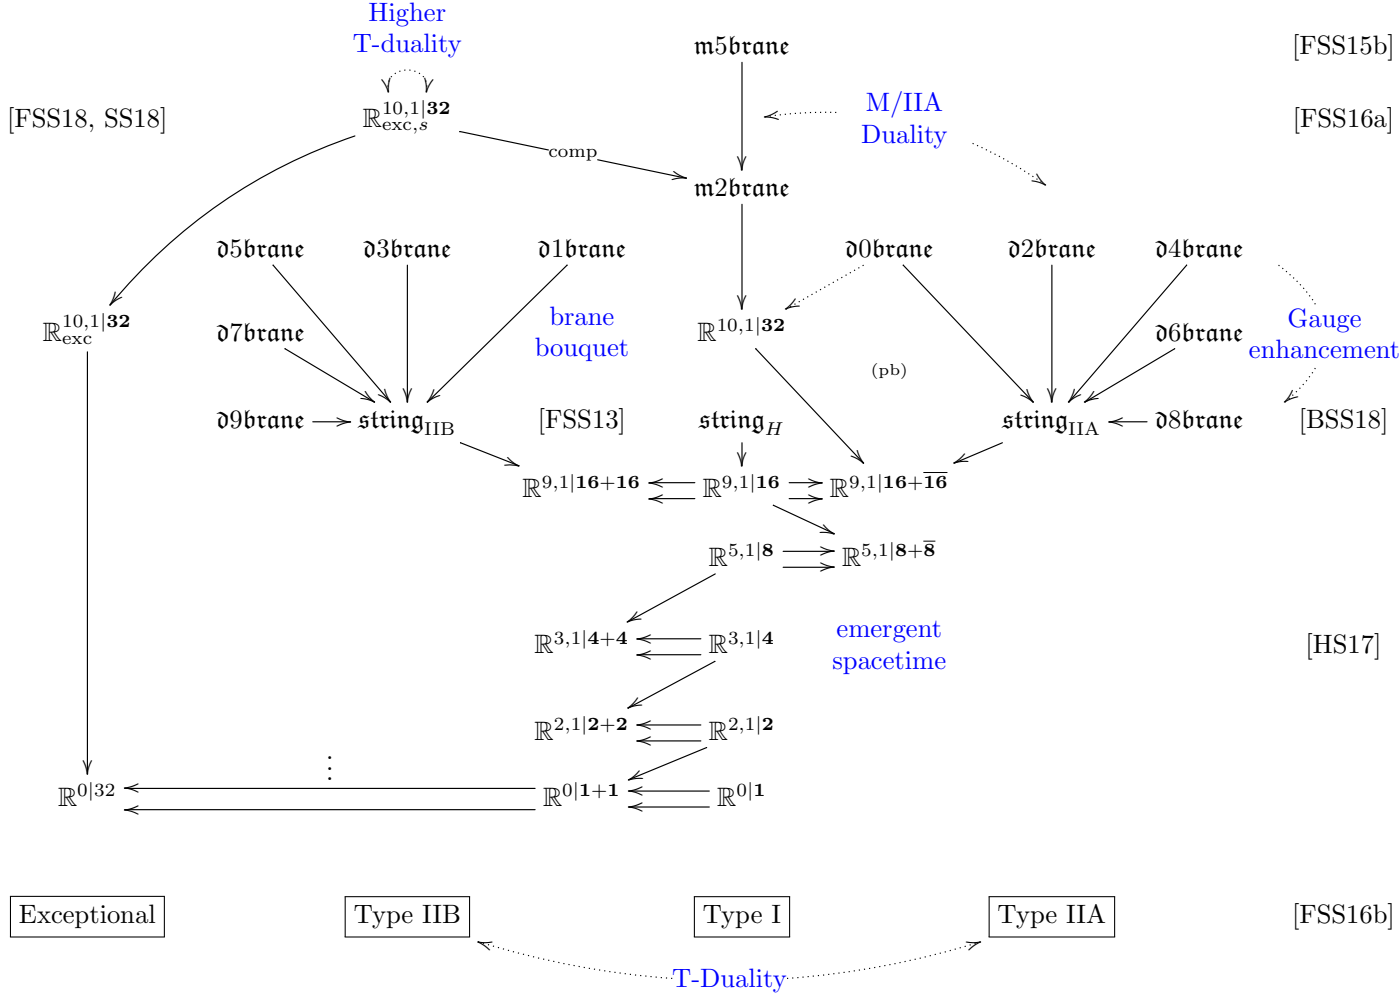 Higher
T-duality
𝔪5𝔟𝔯𝔞𝔫𝔢 [FSS15b]
[FSS18, SS18] ℝ^{10,1|𝟑𝟐}_{exc,s} M/IIA
Duality [FSS16a]
comp
𝔪2𝔟𝔯𝔞𝔫𝔢
𝔡5𝔟𝔯𝔞𝔫𝔢 𝔡3𝔟𝔯𝔞𝔫𝔢 𝔡1𝔟𝔯𝔞𝔫𝔢 𝔡0𝔟𝔯𝔞𝔫𝔢 𝔡2𝔟𝔯𝔞𝔫𝔢 𝔡4𝔟𝔯𝔞𝔫𝔢
ℝ^{10,1|𝟑𝟐}_{exc} 𝔡7𝔟𝔯𝔞𝔫𝔢 brane
bouquet ℝ^{10,1|𝟑𝟐} 𝔡6𝔟𝔯𝔞𝔫𝔢 Gauge
enhancement
(pb)
𝔡9𝔟𝔯𝔞𝔫𝔢 𝔰𝔱𝔯𝔦𝔫𝔤_{IIB} [FSS13] 𝔰𝔱𝔯𝔦𝔫𝔤_H 𝔰𝔱𝔯𝔦𝔫𝔤_{IIA} 𝔡8𝔟𝔯𝔞𝔫𝔢 [BSS18]
ℝ^{9,1|𝟏𝟔+𝟏𝟔} ℝ^{9,1|𝟏𝟔} ℝ^{9,1|𝟏𝟔+\overline{𝟏𝟔}}
ℝ^{5,1|𝟖} ℝ^{5,1|𝟖+\overline{𝟖}}
ℝ^{3,1|𝟒+𝟒} ℝ^{3,1|𝟒} emergent
spacetime [HS17]
ℝ^{2,1|𝟐+𝟐} ℝ^{2,1|𝟐}
⋮
ℝ^{0|32} ℝ^{0|𝟏+𝟏} ℝ^{0|𝟏}
Exceptional Type IIB Type I Type IIA [FSS16b]
T-Duality